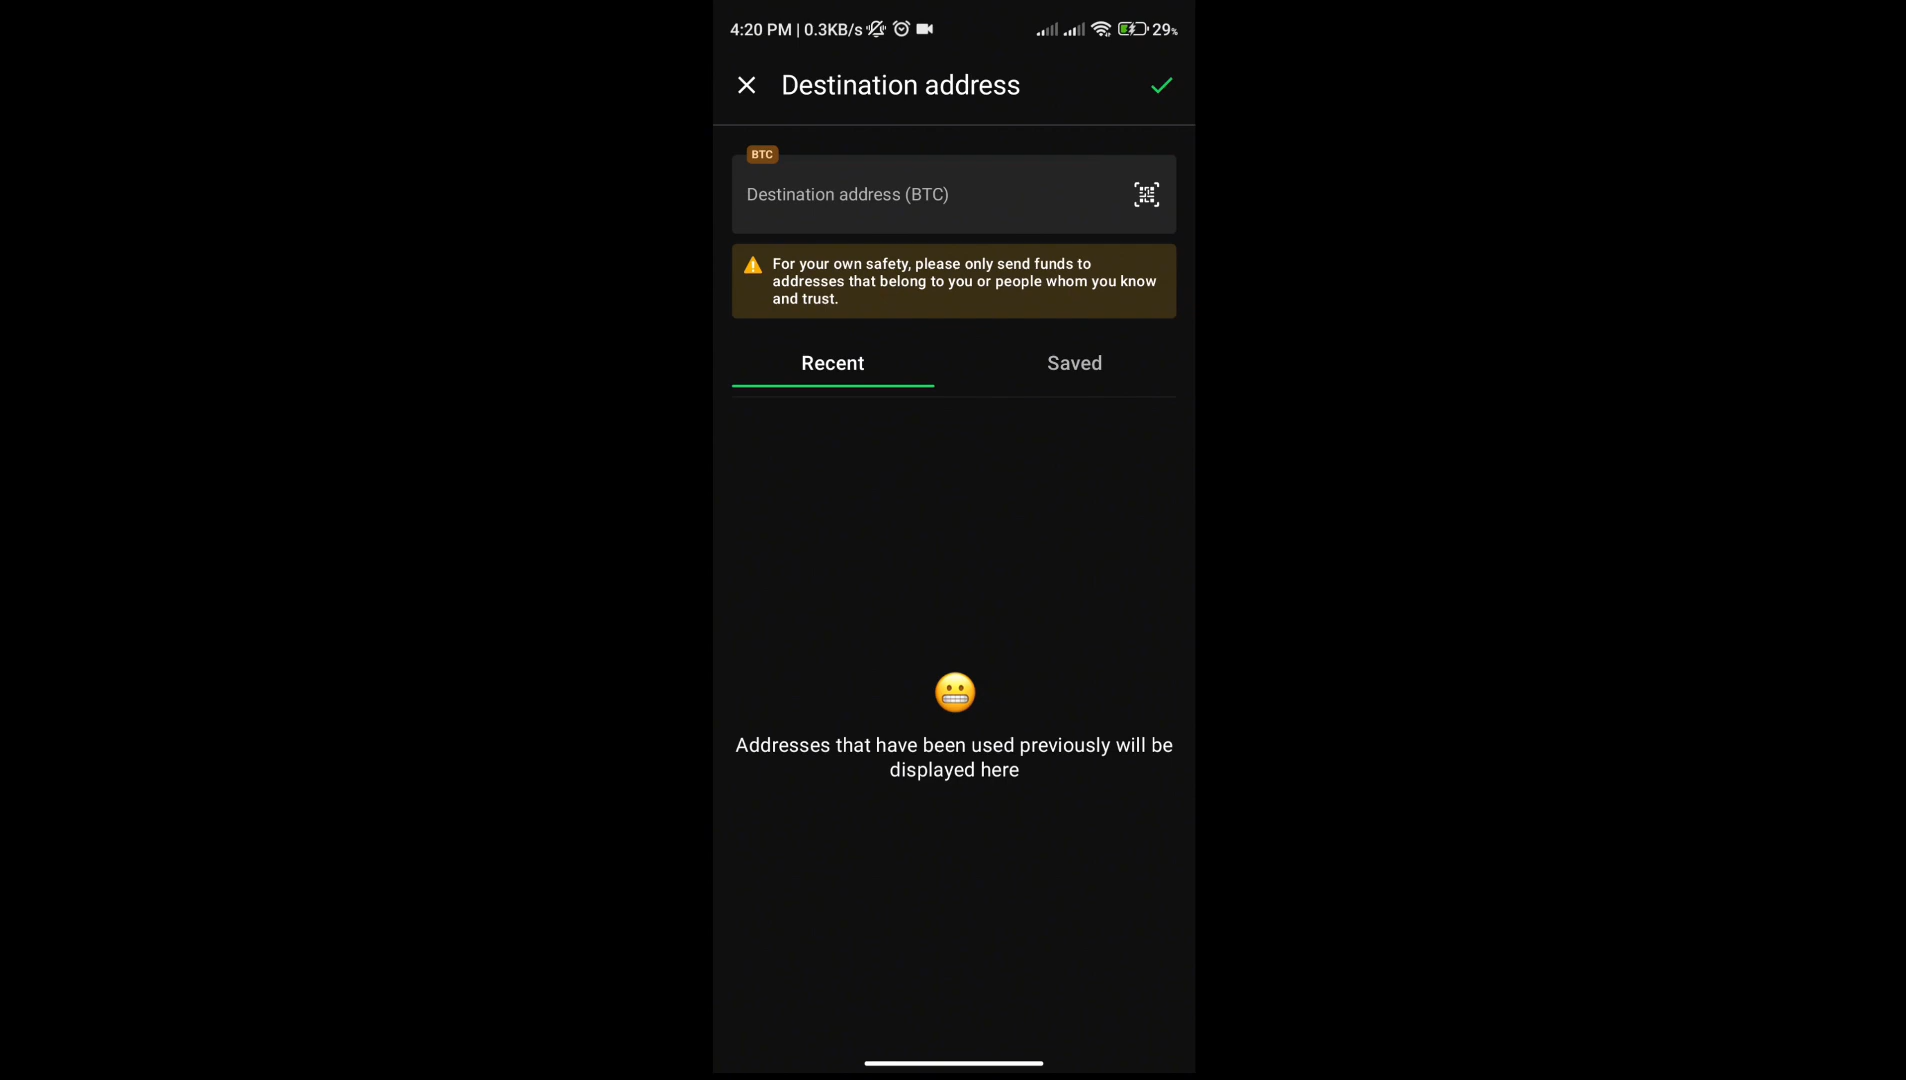 4:20 PM | 0.3KB/s 29%
Destination address
BTC
Destination address (BTC)
For your own safety, please only send funds to
addresses that belong to you or people whom you know
and trust.
Recent Saved
Addresses that have been used previously will be
displayed here